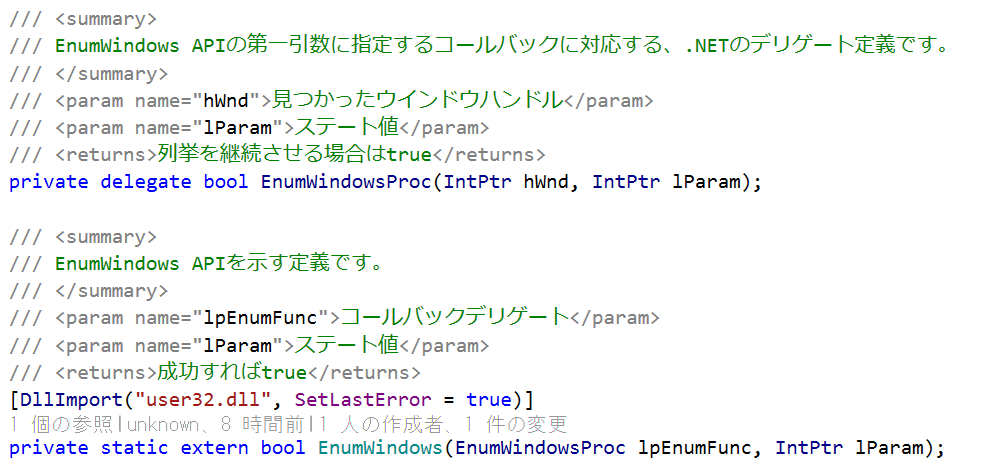 /// <summary>
/// EnumWindows APIの第一引数に指定するコールバックに対応する、.NETのデリゲート定義です。
/// </summary>
/// <param name="hWnd">見つかったウインドウハンドル</param>
/// <param name="lParam">ステート値</param>
/// <returns>列挙を継続させる場合はtrue</returns>
private delegate bool EnumWindowsProc(IntPtr hWnd, IntPtr lParam);
/// <summary>
/// EnumWindows APIを示す定義です。
/// </summary>
/// <param name="lpEnumFunc">コールバックデリゲート</param>
/// <param name="lParam">ステート値</param>
/// <returns>成功すればtrue</returns>
[DllImport("user32.dll", SetLastError = true)]
1 個の参照|unknown、8 時間前|1 人の作成者、1 件の変更
private static extern bool EnumWindows(EnumWindowsProc lpEnumFunc, IntPtr lParam);